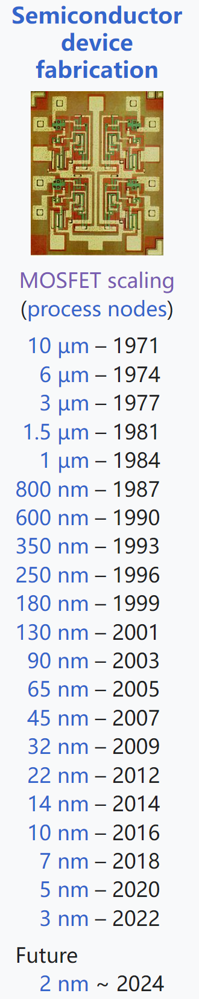 Semiconductor
device
fabrication
MOSFET scaling
(process nodes)
10 μm – 1971
6 μm – 1974
3 μm – 1977
1.5 μm – 1981
1 μm – 1984
800 nm – 1987
600 nm – 1990
350 nm – 1993
250 nm – 1996
180 nm – 1999
130 nm – 2001
90 nm – 2003
65 nm – 2005
45 nm – 2007
32 nm – 2009
22 nm – 2012
14 nm – 2014
10 nm – 2016
7 nm – 2018
5 nm – 2020
3 nm – 2022
Future
2 nm ~ 2024